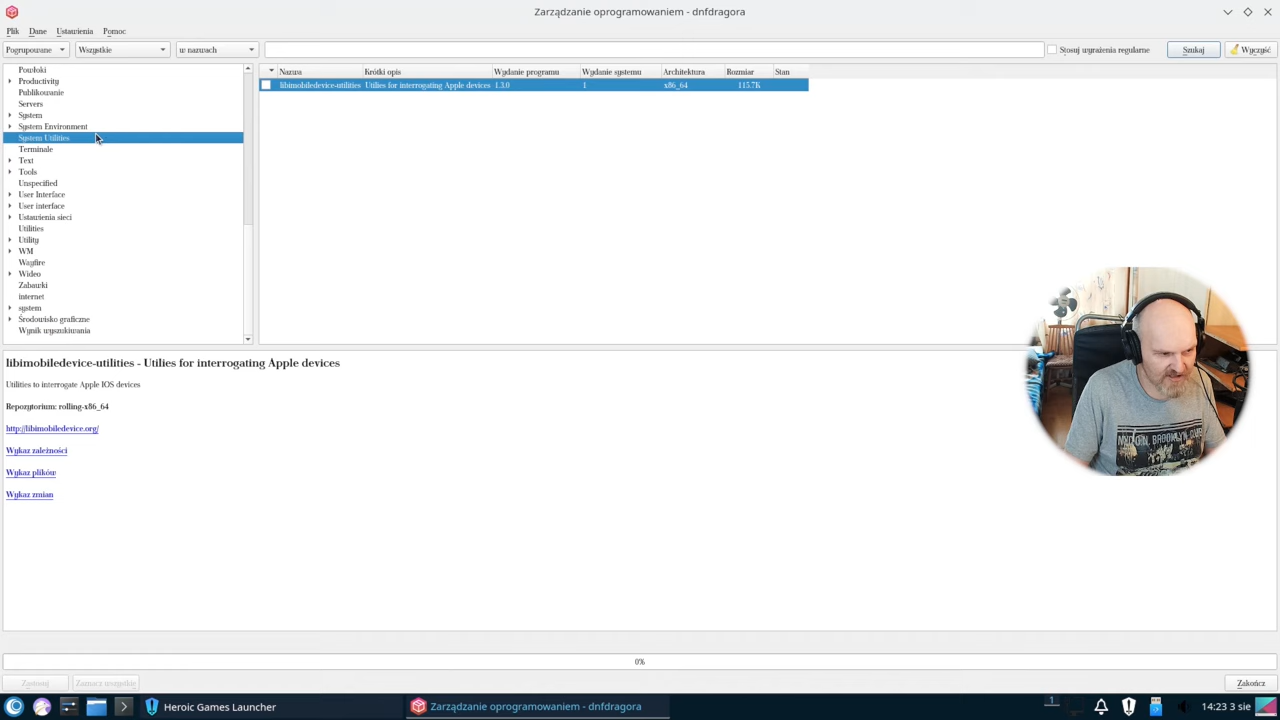 Zarządzanie oprogramowaniem - dnfdragora
Plik Dane Ustawienia Pomoc
Pogrupowane Wszystkie w nazwach Stosuj wyrażenia regularne Szukaj Wyczyść
Powłoki
Productivity
Publikowanie
Servers
System
System Environment
System Utilities
Terminale
Text
Tools
Unspecified
User Interface
User interface
Ustawienia sieci
Utilities
Utility
WM
Wayfire
Wideo
Zabawki
internet
system
Środowisko graficzne
Wynik wyszukiwania
Nazwa Krótki opis Wydanie programu Wydanie systemu Architektura Rozmiar Stan
libimobiledevice-utilities Utilies for interrogating Apple devices 1.3.0 1 x86_64 115.7K
libimobiledevice-utilities - Utilies for interrogating Apple devices
Utilities to interrogate Apple IOS devices
Repozytorium: rolling-x86_64
http://libimobiledevice.org/
Wykaz zależności
Wykaz plików
Wykaz zmian
0%
Zastosuj Zaznacz wszystkie Zakończ
Heroic Games Launcher Zarządzanie oprogramowaniem - dnfdragora 1 14:23 3 sie